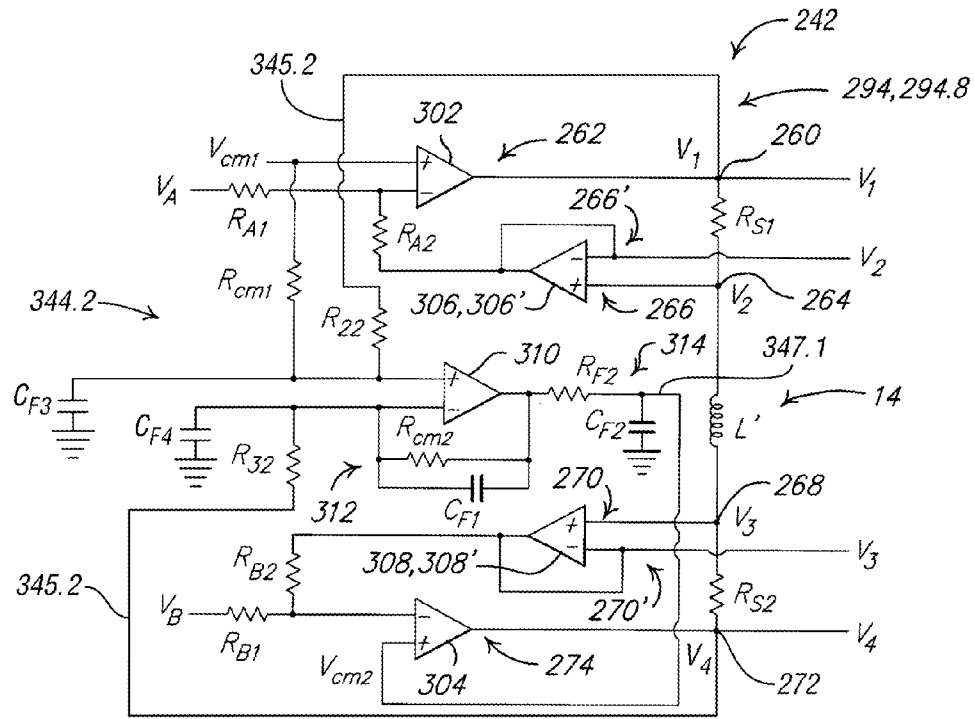 242
345.2
294,294.8
302
262
260
Vcm1
V1
V1
VA
RA1
RA2
266'
RS1
V2
Rcm1
306,306'
266
V2
264
344.2
R22
310
314
RF2
347.1
CF3
CF4
Rcm2
CF2
14
L'
R32
312
CF1
270
268
V3
345.2
RB2
308,308'
V3
270'
VB
RB1
RS2
Vcm2
304
274
V4
V4
272